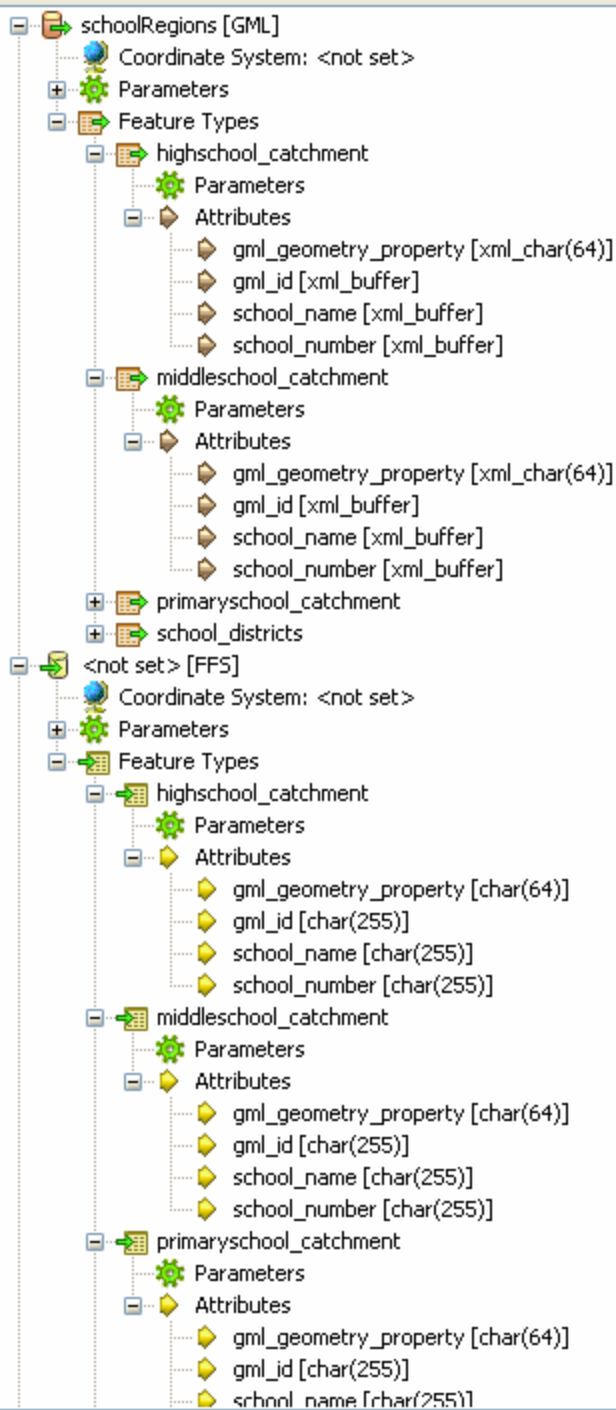 schoolRegions [GML]
Coordinate System: <not set>
Parameters
Feature Types
highschool_catchment
Parameters
Attributes
gml_geometry_property [xml_char(64)]
gml_id [xml_buffer]
school_name [xml_buffer]
school_number [xml_buffer]
middleschool_catchment
Parameters
Attributes
gml_geometry_property [xml_char(64)]
gml_id [xml_buffer]
school_name [xml_buffer]
school_number [xml_buffer]
primaryschool_catchment
school_districts
<not set> [FFS]
Coordinate System: <not set>
Parameters
Feature Types
highschool_catchment
Parameters
Attributes
gml_geometry_property [char(64)]
gml_id [char(255)]
school_name [char(255)]
school_number [char(255)]
middleschool_catchment
Parameters
Attributes
gml_geometry_property [char(64)]
gml_id [char(255)]
school_name [char(255)]
school_number [char(255)]
primaryschool_catchment
Parameters
Attributes
gml_geometry_property [char(64)]
gml_id [char(255)]
school_name [char(255)]